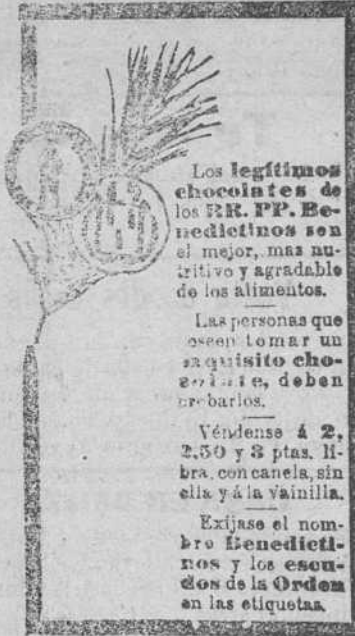 Los legítimos
chocolates de
los RR. PP. Be-
nedictinos son
el mejor, mas nu-
tritivo y agradable
de los alimentos.
Las personas que
seen tomar un
exquisito cho-
colate, deben
probarlos.
Véndense á 2,
2,50 y 3 ptas. li-
bra, con canela, sin
ella y á la vainilla.
Exíjase el nom-
bre Benedicti-
nos y los escu-
dos de la Orden
en las etiquetas.